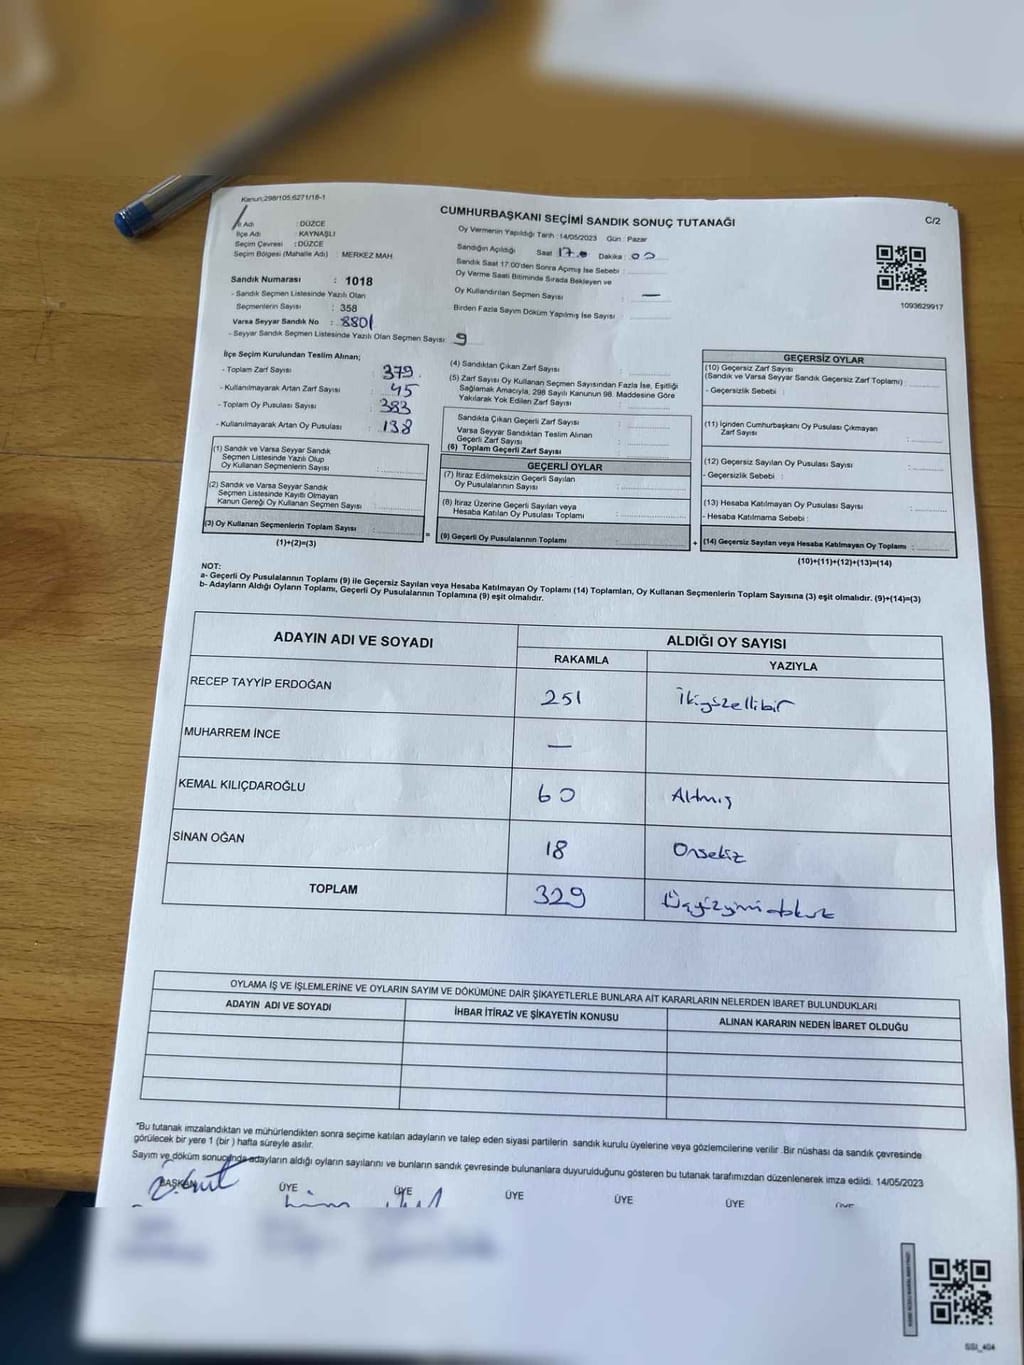 Kanun:298/105;6271/16-1
CUMHURBAŞKANI SEÇİMİ SANDIK SONUÇ TUTANAĞI
C/2
İl Adı : DÜZCE
İlçe Adı : KAYNAŞLI
Seçim Çevresi : DÜZCE
Seçim Bölgesi (Mahalle Adı) : MERKEZ MAH
Sandık Numarası : 1018
- Sandık Seçmen Listesinde Yazılı Olan
Seçmenlerin Sayısı : 358
Varsa Seyyar Sandık No : 8801
- Seyyar Sandık Seçmen Listesinde Yazılı Olan Seçmen Sayısı: 9
Oy Vermenin Yapıldığı Tarih : 14/05/2023 Gün : Pazar
Sandığın Açıldığı Saat 17.0 Dakika : 00
Sandık Saat 17.00'den Sonra Açmış İse Sebebi :
Oy Verme Saati Bitiminde Sırada Bekleyen ve
Oy Kullandırılan Seçmen Sayısı : —
Birden Fazla Sayım Döküm Yapılmış İse Sayısı :
1093629917
İlçe Seçim Kurulundan Teslim Alınan;
- Toplam Zarf Sayısı : 379
- Kullanılmayarak Artan Zarf Sayısı : 45
- Toplam Oy Pusulası Sayısı : 383
- Kullanılmayarak Artan Oy Pusulası : 138
(1) Sandık ve Varsa Seyyar Sandık
Seçmen Listesinde Yazılı Olup
Oy Kullanan Seçmenlerin Sayısı :
(2) Sandık ve Varsa Seyyar Sandık
Seçmen Listesinde Kayıtlı Olmayan
Kanun Gereği Oy Kullanan Seçmen Sayısı :
(3) Oy Kullanan Seçmenlerin Toplam Sayısı :
(1)+(2)=(3)
(4) Sandıktan Çıkan Zarf Sayısı :
(5) Zarf Sayısı Oy Kullanan Seçmen Sayısından Fazla İse, Eşitliği
Sağlamak Amacıyla, 298 Sayılı Kanunun 98. Maddesine Göre
Yakılarak Yok Edilen Zarf Sayısı :
Sandıkta Çıkan Geçerli Zarf Sayısı :
Varsa Seyyar Sandıktan Teslim Alınan
Geçerli Zarf Sayısı :
(6) Toplam Geçerli Zarf Sayısı :
GEÇERLİ OYLAR
(7) İtiraz Edilmeksizin Geçerli Sayılan
Oy Pusulalarının Sayısı :
(8) İtiraz Üzerine Geçerli Sayılan veya
Hesaba Katılan Oy Pusulası Toplamı :
= (9) Geçerli Oy Pusulalarının Toplamı :
GEÇERSİZ OYLAR
(10) Geçersiz Zarf Sayısı
(Sandık ve Varsa Seyyar Sandık Geçersiz Zarf Toplamı) :
- Geçersizlik Sebebi :
(11) İçinden Cumhurbaşkanı Oy Pusulası Çıkmayan
Zarf Sayısı :
(12) Geçersiz Sayılan Oy Pusulası Sayısı :
- Geçersizlik Sebebi :
(13) Hesaba Katılmayan Oy Pusulası Sayısı :
- Hesaba Katılmama Sebebi :
+ (14) Geçersiz Sayılan veya Hesaba Katılmayan Oy Toplamı :
(10)+(11)+(12)+(13)=(14)
NOT:
a- Geçerli Oy Pusulalarının Toplamı (9) ile Geçersiz Sayılan veya Hesaba Katılmayan Oy Toplamı (14) Toplamları, Oy Kullanan Seçmenlerin Toplam Sayısına (3) eşit olmalıdır. (9)+(14)=(3)
b- Adayların Aldığı Oyların Toplamı, Geçerli Oy Pusulalarının Toplamına (9) eşit olmalıdır.
ADAYIN ADI VE SOYADI
ALDIĞI OY SAYISI
RAKAMLA YAZIYLA
RECEP TAYYİP ERDOĞAN 251 İkiyüzellibir
MUHARREM İNCE —
KEMAL KILIÇDAROĞLU 60 Altmış
SİNAN OĞAN 18 Onsekiz
TOPLAM 329 Üçyüzyirmidokuz
OYLAMA İŞ VE İŞLEMLERİNE VE OYLARIN SAYIM VE DÖKÜMÜNE DAİR ŞİKAYETLERLE BUNLARA AİT KARARLARIN NELERDEN İBARET BULUNDUKLARI
ADAYIN ADI VE SOYADI İHBAR İTİRAZ VE ŞİKAYETİN KONUSU ALINAN KARARIN NEDEN İBARET OLDUĞU
*Bu tutanak imzalandıktan ve mühürlendikten sonra seçime katılan adayların ve talep eden siyasi partilerin sandık kurulu üyelerine veya gözlemcilerine verilir .Bir nüshası da sandık çevresinde
görülecek bir yere 1 (bir ) hafta süreyle asılır.
Sayım ve döküm sonucunda adayların aldığı oyların sayılarını ve bunların sandık çevresinde bulunanlara duyurulduğunu gösteren bu tutanak tarafımızdan düzenlenerek imza edildi. 14/05/2023
BAŞKAN ÜYE ÜYE ÜYE ÜYE ÜYE ÜYE